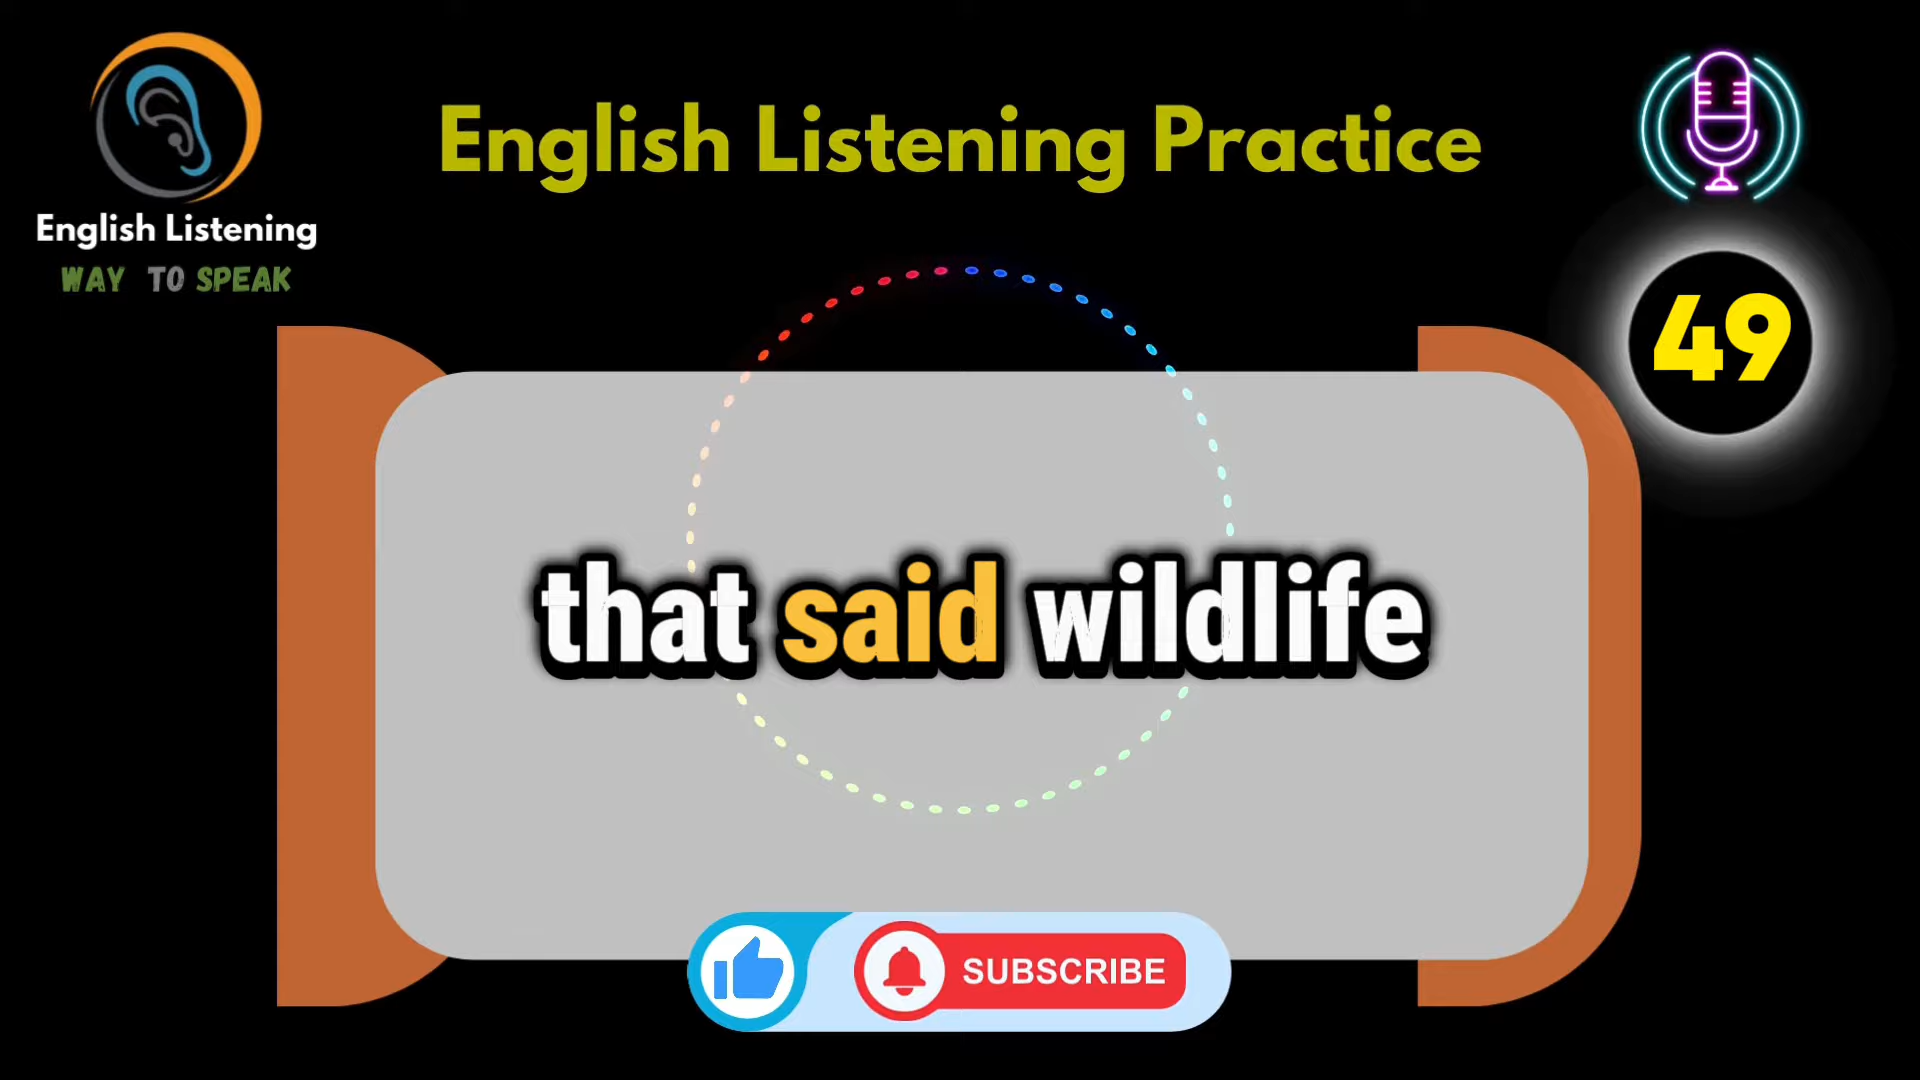 English Listening Practice
English Listening
WAY TO SPEAK
49
that said wildlife
SUBSCRIBE